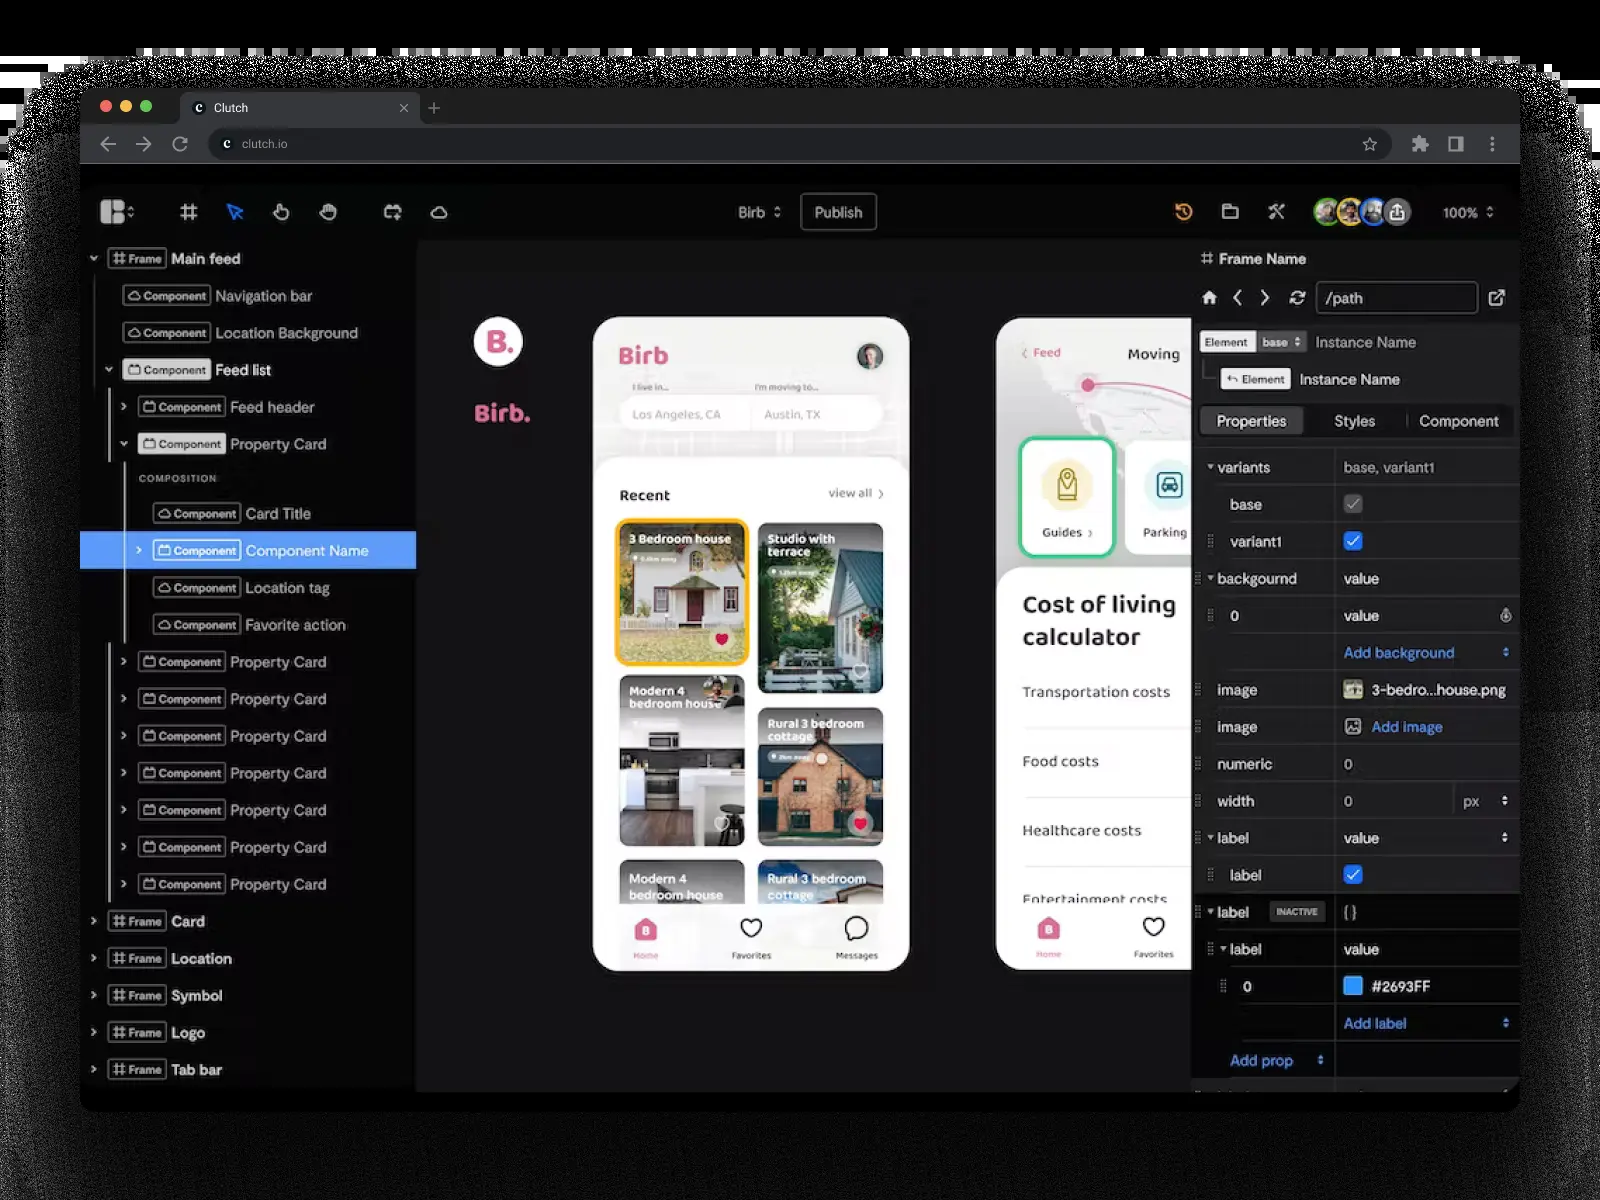 Clutch
clutch.io
Birb
Publish
100%
Frame Main feed
Component Navigation bar
Component Location Background
Component Feed list
Component Feed header
Component Property Card
COMPOSITION
Component Card Title
Component Component Name
Component Location tag
Component Favorite action
Component Property Card
Component Property Card
Component Property Card
Component Property Card
Component Property Card
Component Property Card
Component Property Card
Frame Card
Frame Location
Frame Symbol
Frame Logo
Frame Tab bar
B.
Birb.
Birb
I live in...
I'm moving to...
Los Angeles, CA
Austin, TX
Recent
view all
3 Bedroom house
Studio with
terrace
Modern 4
bedroom house
Rural 3 bedroom
cottage
2km away
Modern 4
bedroom house
Rural 3 bedroom
cottage
B
Home
Favorites
Messages
Feed
Moving
Guides
Parking
Cost of living
calculator
Transportation costs
Food costs
Healthcare costs
Entertainment costs
B
Home
Favorites
Frame Name
/path
Element base Instance Name
Element Instance Name
Properties
Styles
Component
variants base, variant1
base
variant1
backgournd value
0 value
Add background
image 3-bedro...house.png
image Add image
numeric 0
width 0 px
label value
label
label INACTIVE {}
label value
0 #2693FF
Add label
Add prop